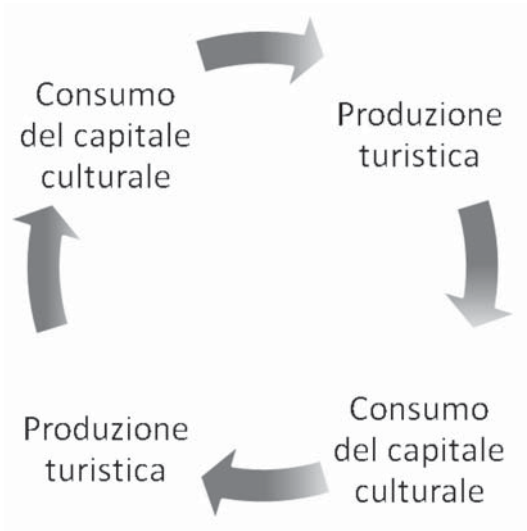 Consumo
del capitale
culturale
Produzione
turistica
Consumo
del capitale
culturale
Produzione
turistica